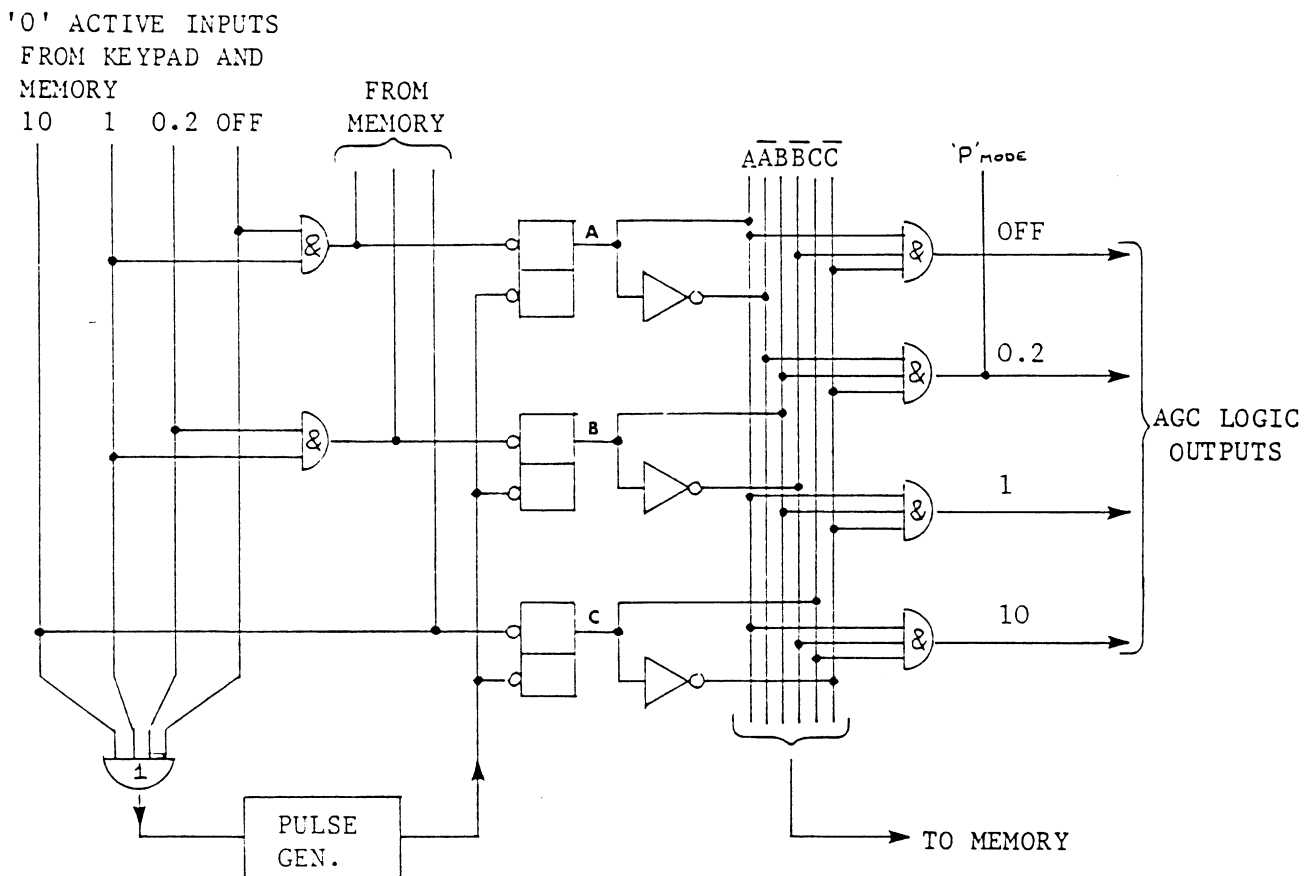 '0' ACTIVE INPUTS
FROM KEYPAD AND
MEMORY
10 1 0.2 OFF
FROM
MEMORY
A A̅ B B̅ C C̅
'P' MODE
&
A
&
OFF
&
0.2
&
B
AGC LOGIC
OUTPUTS
&
1
C
&
10
1
PULSE
GEN.
TO MEMORY